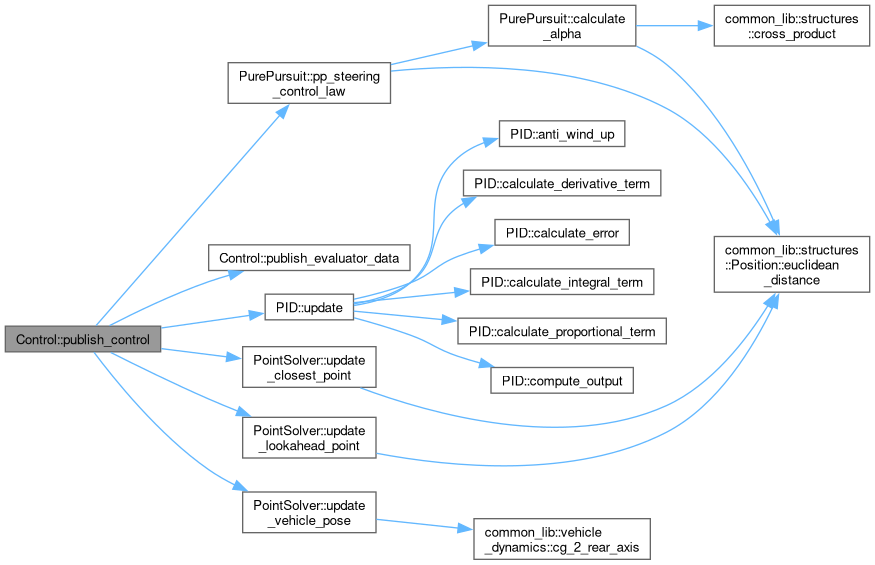 PurePursuit::calculate
_alpha
common_lib::structures
::cross_product
PurePursuit::pp_steering
_control_law
PID::anti_wind_up
PID::calculate_derivative_term
PID::calculate_error
Control::publish_evaluator_data
common_lib::structures
::Position::euclidean
_distance
PID::calculate_integral_term
PID::update
PID::calculate_proportional_term
Control::publish_control
PointSolver::update
_closest_point
PID::compute_output
PointSolver::update
_lookahead_point
PointSolver::update
_vehicle_pose
common_lib::vehicle
_dynamics::cg_2_rear_axis